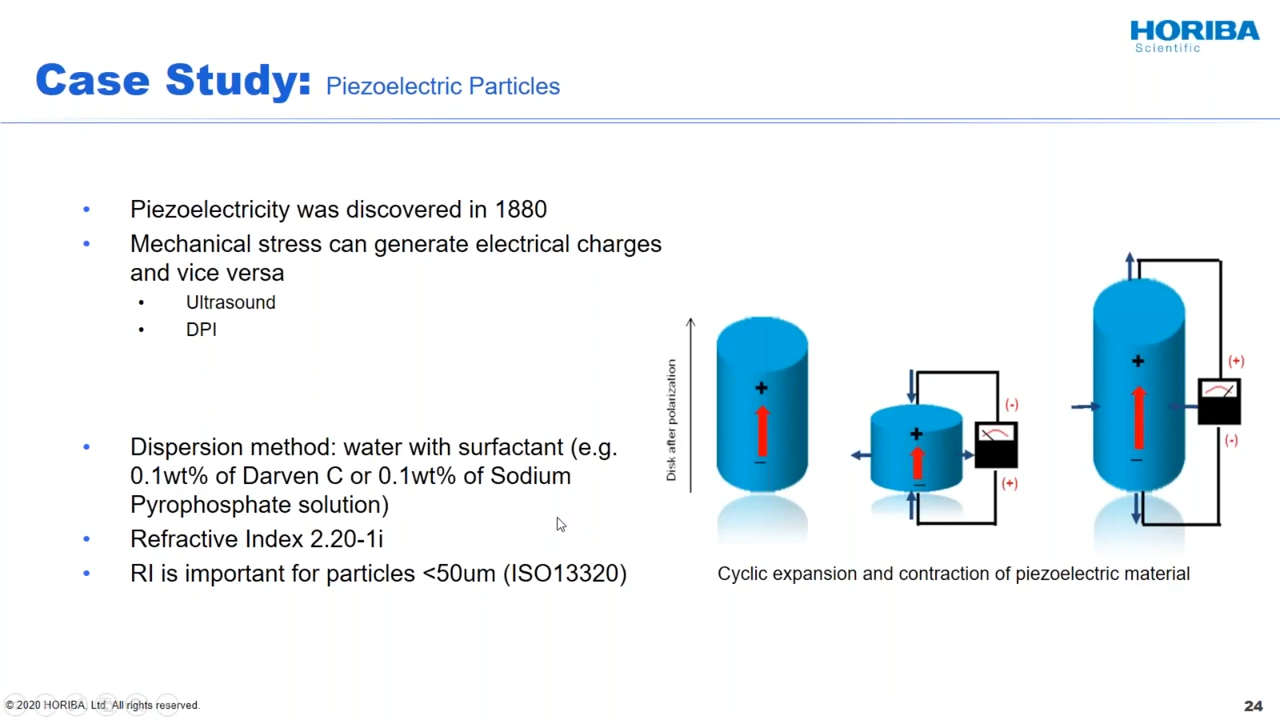 HORIBA
Scientific
Case Study: Piezoelectric Particles
• Piezoelectricity was discovered in 1880
• Mechanical stress can generate electrical charges
and vice versa
• Ultrasound
• DPI
• Dispersion method: water with surfactant (e.g.
0.1wt% of Darven C or 0.1wt% of Sodium
Pyrophosphate solution)
• Refractive Index 2.20-1i
• RI is important for particles <50um (ISO13320)
Disk after polarization
+
−
+
−
(-)
(+)
+
−
(+)
(-)
Cyclic expansion and contraction of piezoelectric material
© 2020 HORIBA, Ltd. All rights reserved.
24